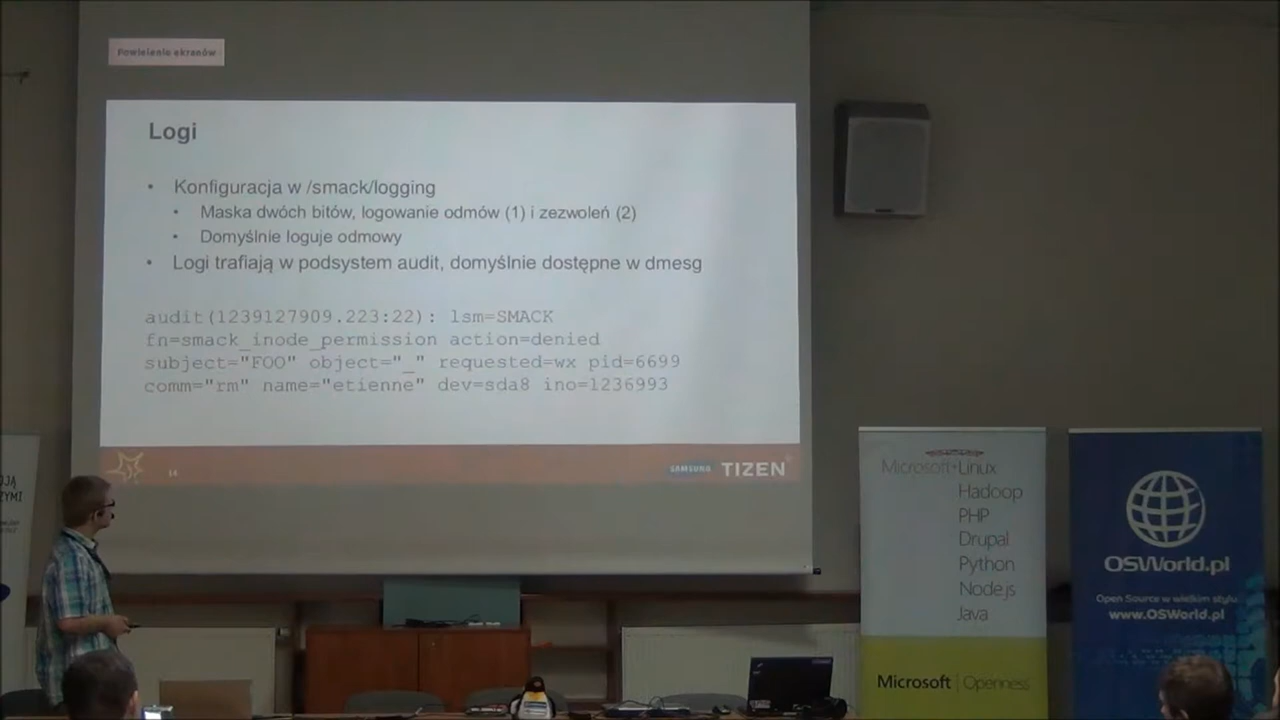 Powielanie ekranów
Logi
• Konfiguracja w /smack/logging
• Maska dwóch bitów, logowanie odmów (1) i zezwoleń (2)
• Domyślnie loguje odmowy
• Logi trafiają w podsystem audit, domyślnie dostępne w dmesg
audit(1239127909.223:22): lsm=SMACK
fn=smack_inode_permission action=denied
subject="FOO" object="_" requested=wx pid=6699
comm="rm" name="etienne" dev=sda8 ino=1236993
14
SAMSUNG TIZEN
Microsoft+Linux
Hadoop
PHP
Drupal
Python
Node.js
Java
Microsoft | Openness
OSWorld.pl
Open Source w wielkim stylu
www.OSWorld.pl